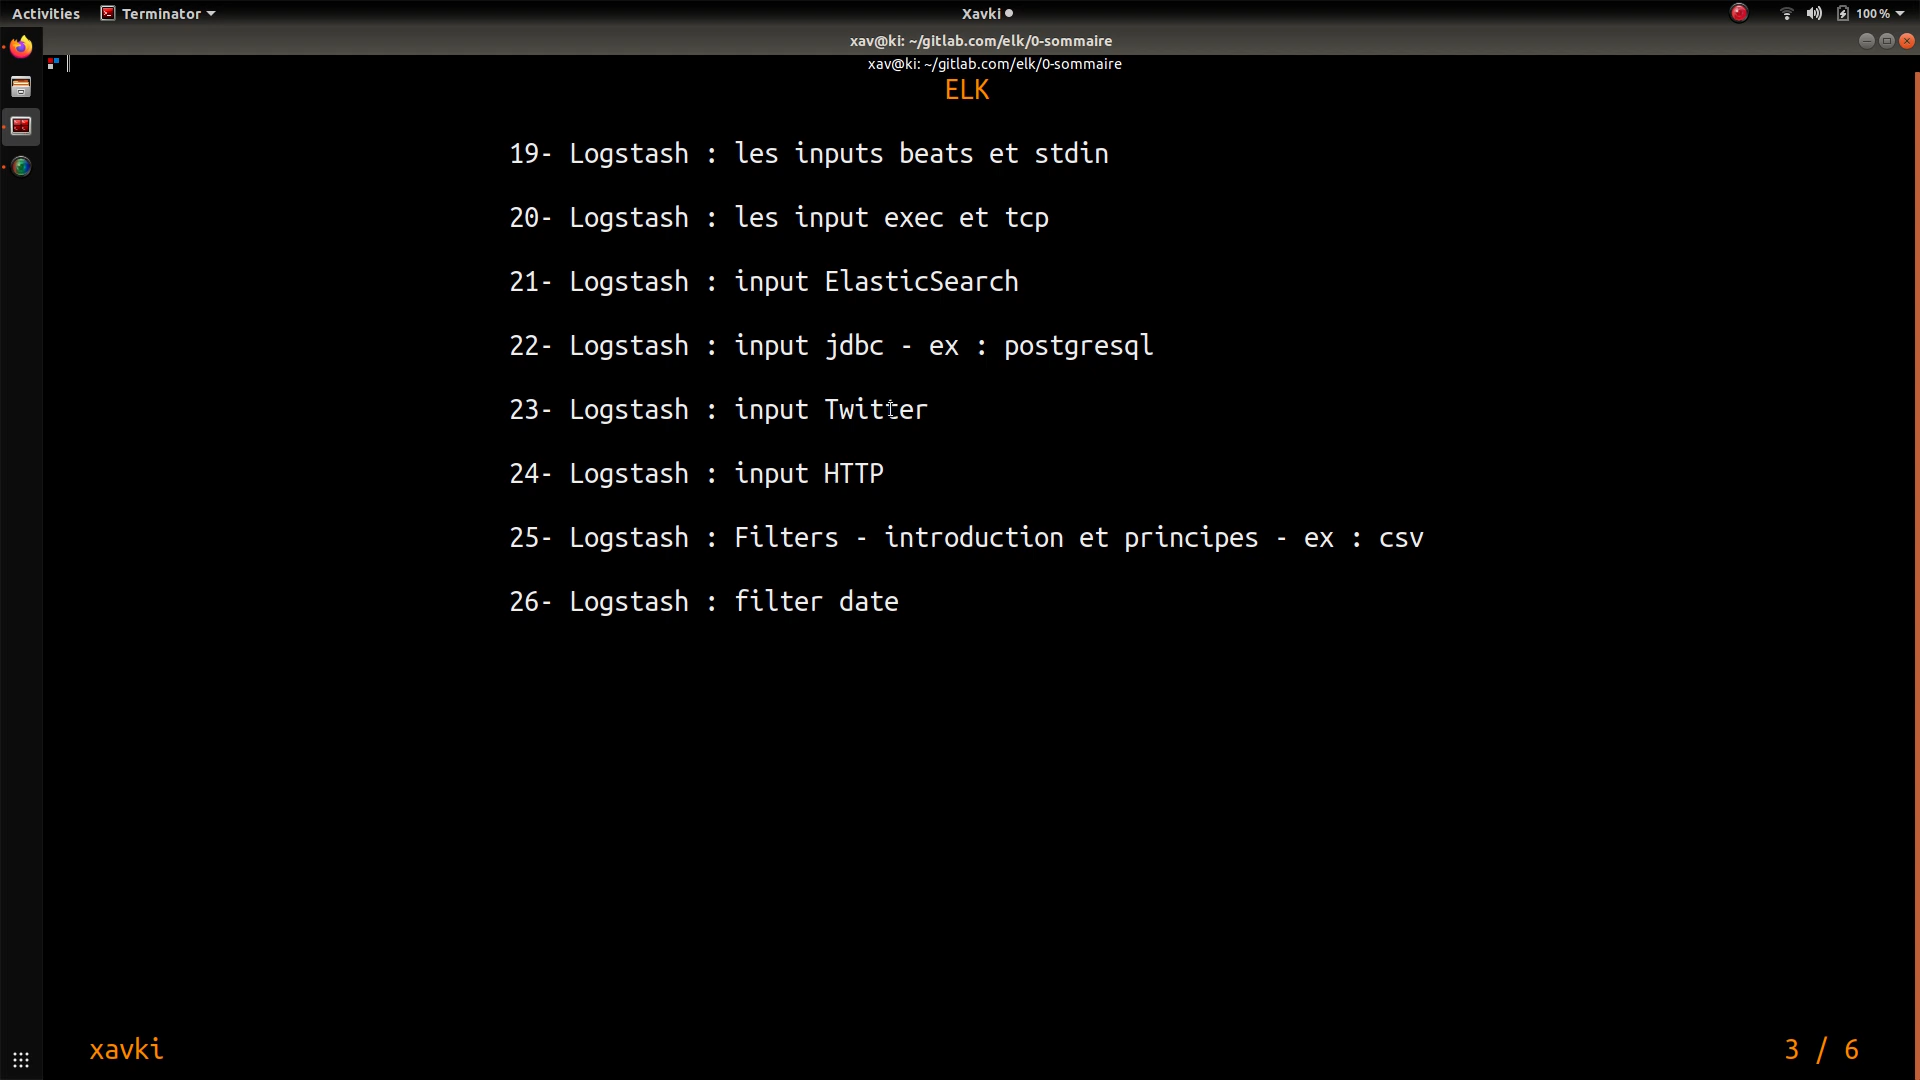 Activities Terminator Xavki 100 %
xav@ki: ~/gitlab.com/elk/0-sommaire
xav@ki: ~/gitlab.com/elk/0-sommaire
ELK
19- Logstash : les inputs beats et stdin
20- Logstash : les input exec et tcp
21- Logstash : input ElasticSearch
22- Logstash : input jdbc - ex : postgresql
23- Logstash : input Twitter
24- Logstash : input HTTP
25- Logstash : Filters - introduction et principes - ex : csv
26- Logstash : filter date
xavki 3 / 6